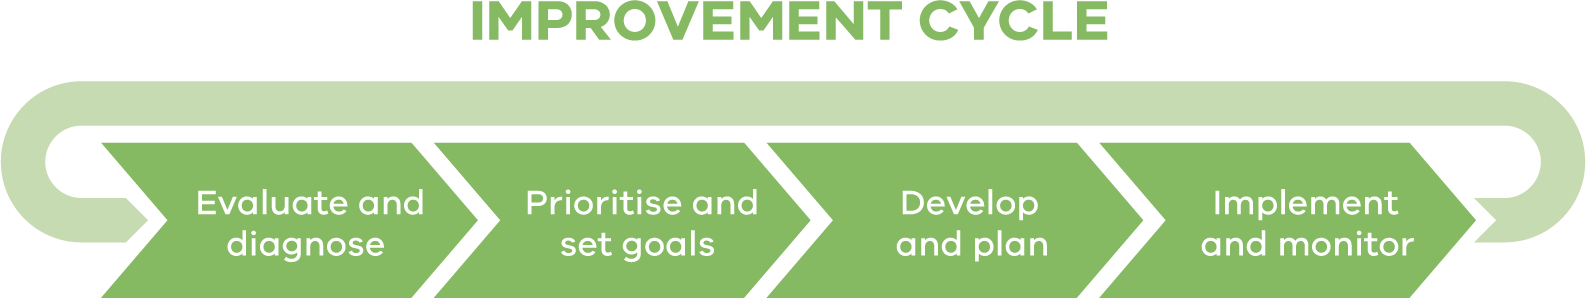 IMPROVEMENT CYCLE
Evaluate and
diagnose
Prioritise and
set goals
Develop
and plan
Implement
and monitor